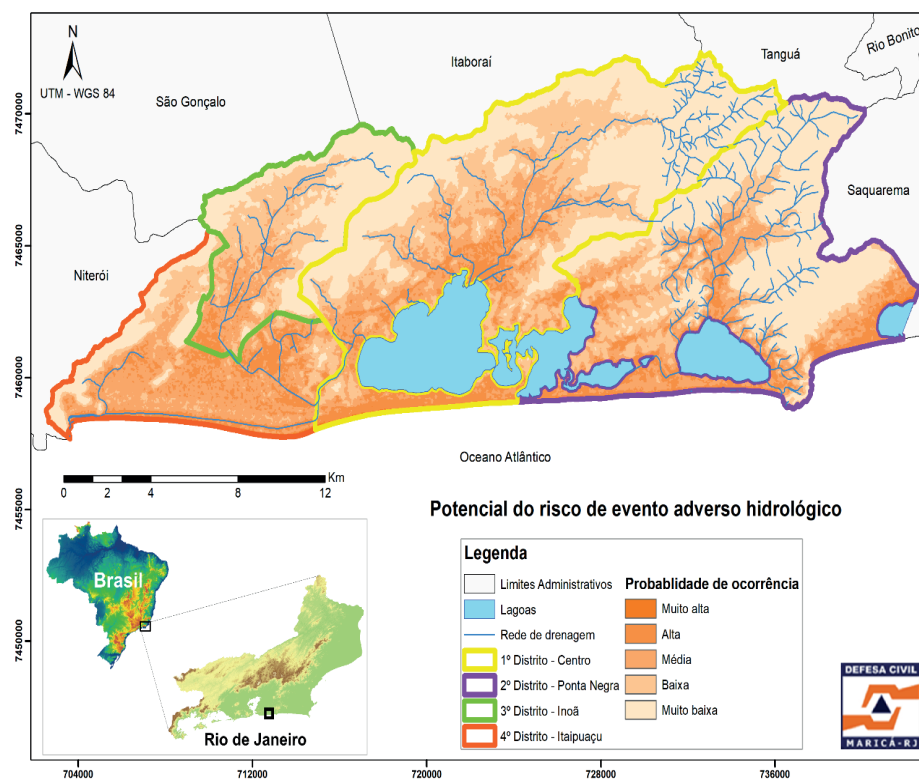 N
UTM - WGS 84
São Gonçalo
Itaboraí
Tanguá
Rio Bonito
Niterói
Saquarema
Oceano Atlântico
7470000
7465000
7460000
7455000
7450000
0 2 4 8 12
Km
Potencial do risco de evento adverso hidrológico
Legenda
Limites Administrativos
Lagoas
Rede de drenagem
1º Distrito - Centro
2º Distrito - Ponta Negra
3º Distrito - Inoã
4º Distrito - Itaipuaçu
Probablidade de ocorrência
Muito alta
Alta
Média
Baixa
Muito baixa
Brasil
Rio de Janeiro
DEFESA CIVIL
MARICÁ-RJ
704000 712000 720000 728000 736000